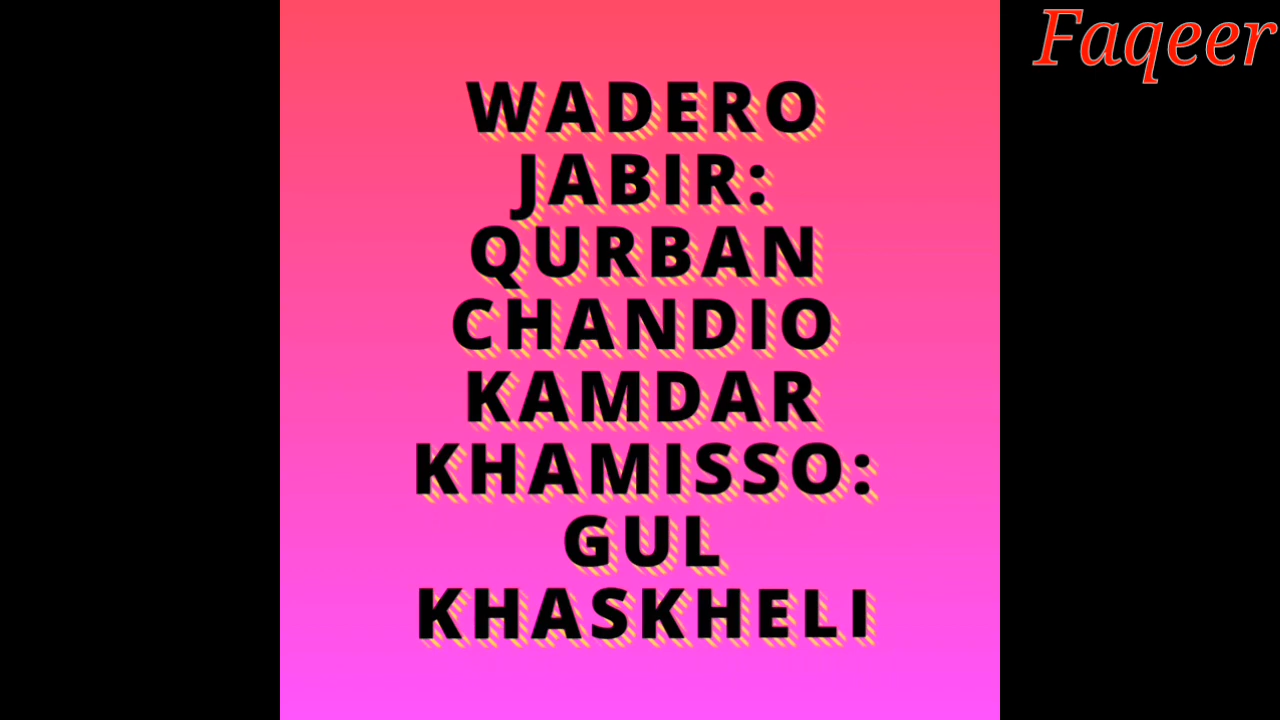 Faqeer
WADERO
JABIR:
QURBAN
CHANDIO
KAMDAR
KHAMISSO:
GUL
KHASKHELI